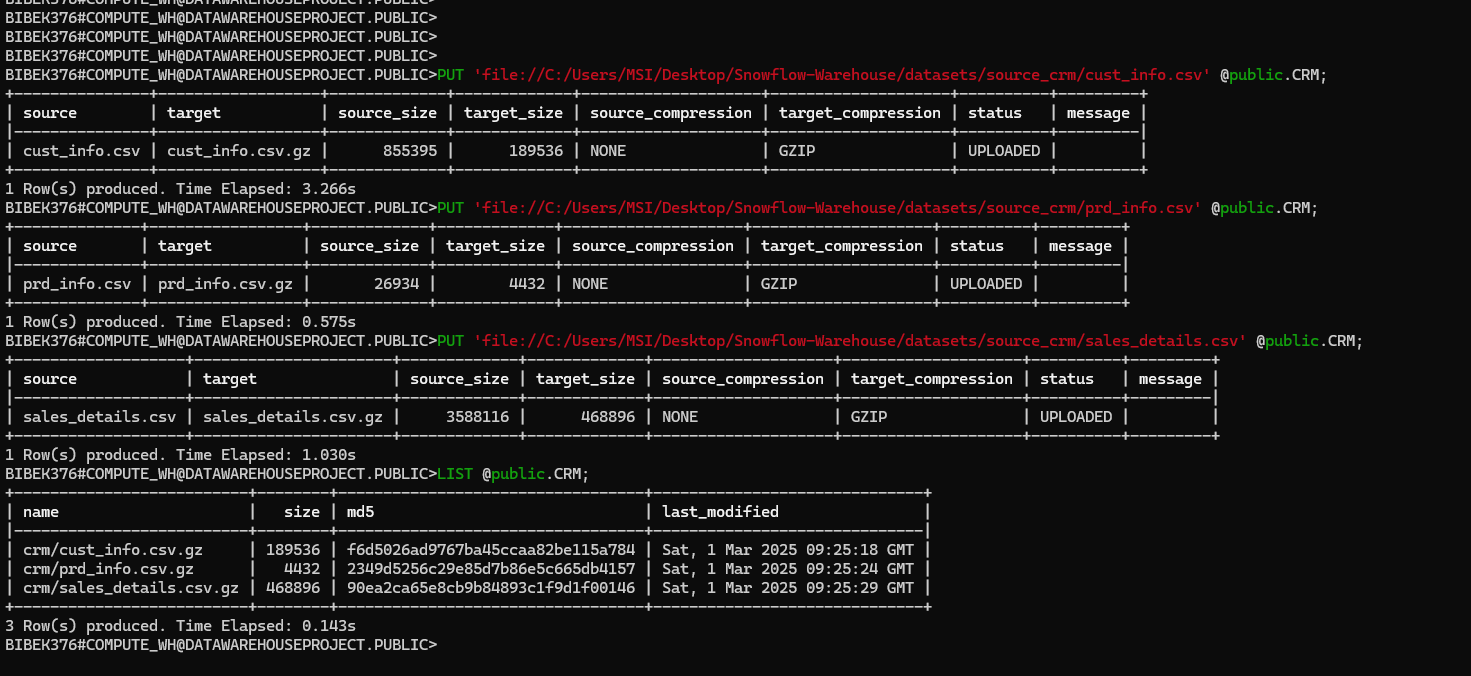 BIBEK376#COMPUTE_WH@DATAWAREHOUSEPROJECT.PUBLIC>
BIBEK376#COMPUTE_WH@DATAWAREHOUSEPROJECT.PUBLIC>
BIBEK376#COMPUTE_WH@DATAWAREHOUSEPROJECT.PUBLIC>
BIBEK376#COMPUTE_WH@DATAWAREHOUSEPROJECT.PUBLIC>
BIBEK376#COMPUTE_WH@DATAWAREHOUSEPROJECT.PUBLIC>PUT 'file://C:/Users/MSI/Desktop/Snowflow-Warehouse/datasets/source_crm/cust_info.csv' @public.CRM;
| source | target | source_size | target_size | source_compression | target_compression | status | message |
| cust_info.csv | cust_info.csv.gz | 855395 | 189536 | NONE | GZIP | UPLOADED | |
1 Row(s) produced. Time Elapsed: 3.266s
BIBEK376#COMPUTE_WH@DATAWAREHOUSEPROJECT.PUBLIC>PUT 'file://C:/Users/MSI/Desktop/Snowflow-Warehouse/datasets/source_crm/prd_info.csv' @public.CRM;
| source | target | source_size | target_size | source_compression | target_compression | status | message |
| prd_info.csv | prd_info.csv.gz | 26934 | 4432 | NONE | GZIP | UPLOADED | |
1 Row(s) produced. Time Elapsed: 0.575s
BIBEK376#COMPUTE_WH@DATAWAREHOUSEPROJECT.PUBLIC>PUT 'file://C:/Users/MSI/Desktop/Snowflow-Warehouse/datasets/source_crm/sales_details.csv' @public.CRM;
| source | target | source_size | target_size | source_compression | target_compression | status | message |
| sales_details.csv | sales_details.csv.gz | 3588116 | 468896 | NONE | GZIP | UPLOADED | |
1 Row(s) produced. Time Elapsed: 1.030s
BIBEK376#COMPUTE_WH@DATAWAREHOUSEPROJECT.PUBLIC>LIST @public.CRM;
| name | size | md5 | last_modified |
| crm/cust_info.csv.gz | 189536 | f6d5026ad9767ba45ccaa82be115a784 | Sat, 1 Mar 2025 09:25:18 GMT |
| crm/prd_info.csv.gz | 4432 | 2349d5256c29e85d7b86e5c665db4157 | Sat, 1 Mar 2025 09:25:24 GMT |
| crm/sales_details.csv.gz | 468896 | 90ea2ca65e8cb9b84893c1f9d1f00146 | Sat, 1 Mar 2025 09:25:29 GMT |
3 Row(s) produced. Time Elapsed: 0.143s
BIBEK376#COMPUTE_WH@DATAWAREHOUSEPROJECT.PUBLIC>